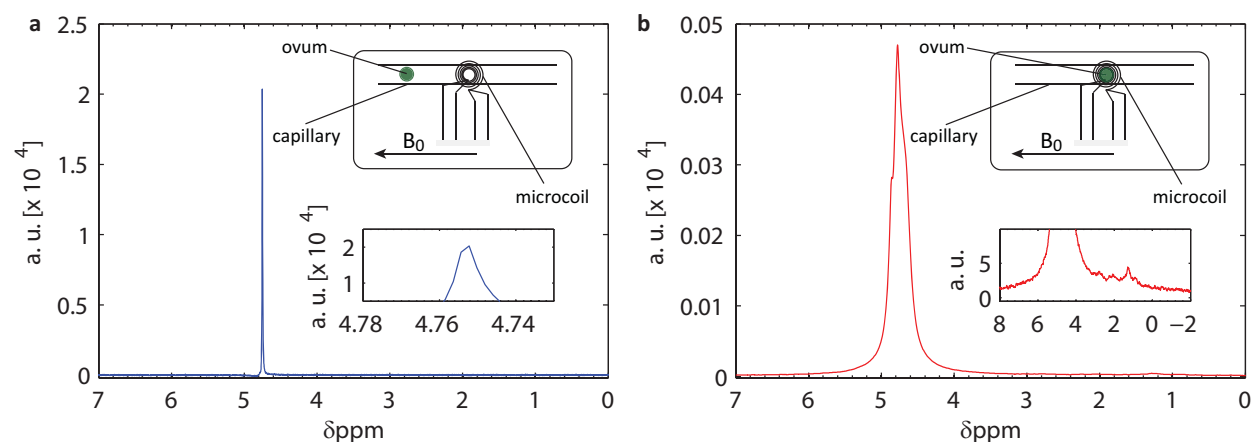 a
2.5
2
1.5
1
0.5
0
a. u. [x 10 4]
7 6 5 4 3 2 1 0
δppm
ovum
capillary
B0
microcoil
a. u. [x 10 4]
2
1
4.78 4.76 4.74
b
0.05
0.04
0.03
0.02
0.01
0
a. u. [x 10 4]
7 6 5 4 3 2 1 0
δppm
ovum
capillary
B0
microcoil
a. u.
5
0
8 6 4 2 0 −2